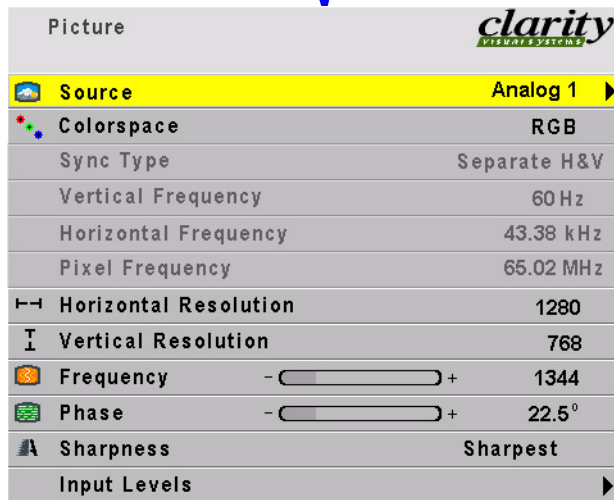 Picture
clarity
VISUAL SYSTEMS
Source Analog 1
Colorspace RGB
Sync Type Separate H&V
Vertical Frequency 60 Hz
Horizontal Frequency 43.38 kHz
Pixel Frequency 65.02 MHz
Horizontal Resolution 1280
Vertical Resolution 768
Frequency - + 1344
Phase - + 22.5°
Sharpness Sharpest
Input Levels